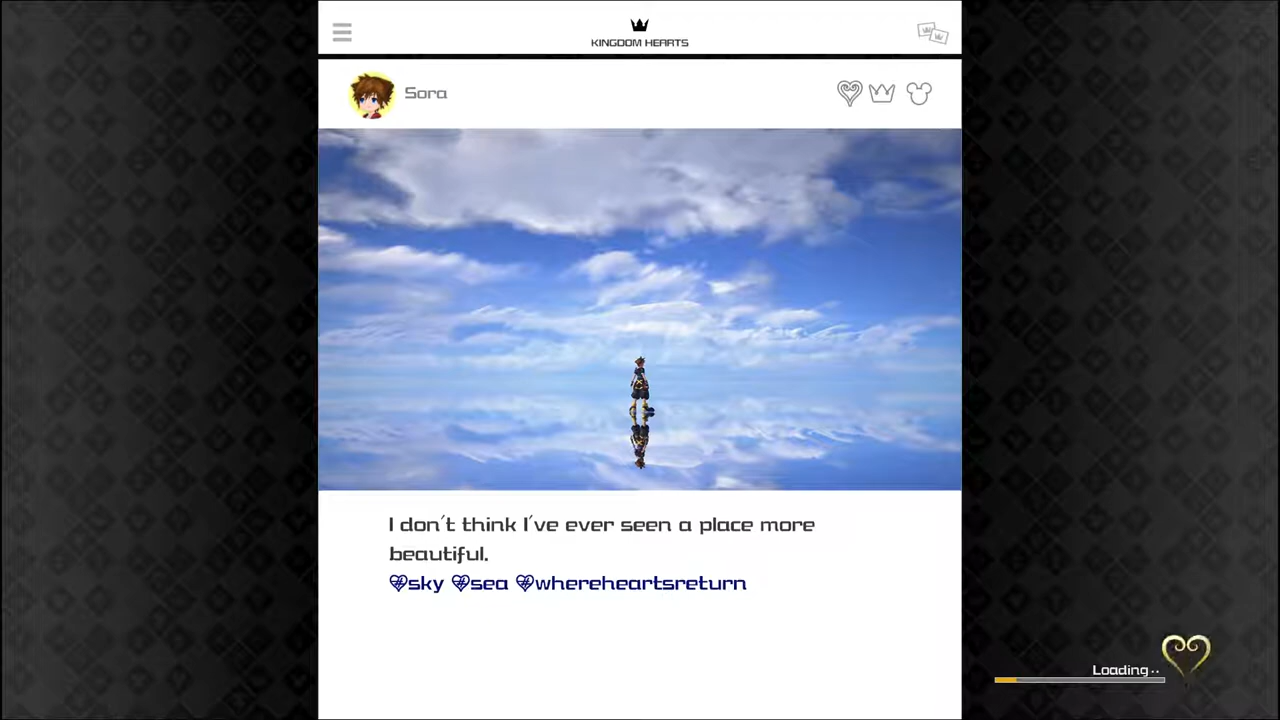 KINGDOM HEARTS
Sora
I don't think I've ever seen a place more
beautiful.
#sky #sea #whereheartsreturn
Loading..